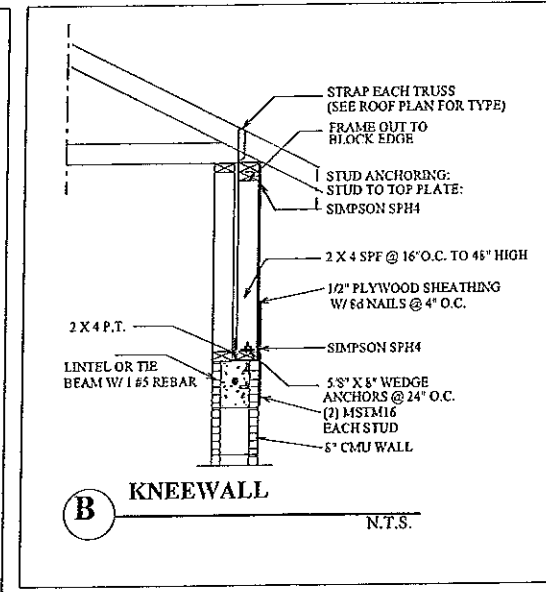 STRAP EACH TRUSS
(SEE ROOF PLAN FOR TYPE)
FRAME OUT TO
BLOCK EDGE
STUD ANCHORING:
STUD TO TOP PLATE:
SIMPSON SPH4
2 X 4 SPF @ 16" O.C. TO 48" HIGH
1/2" PLYWOOD SHEATHING
W/ 8d NAILS @ 4" O.C.
2 X 4 P.T.
SIMPSON SPH4
LINTEL OR TIE
BEAM W/ 1 #5 REBAR
5/8" X 8" WEDGE
ANCHORS @ 24" O.C.
(2) MSTM16
EACH STUD
8" CMU WALL
B
KNEEWALL
N.T.S.